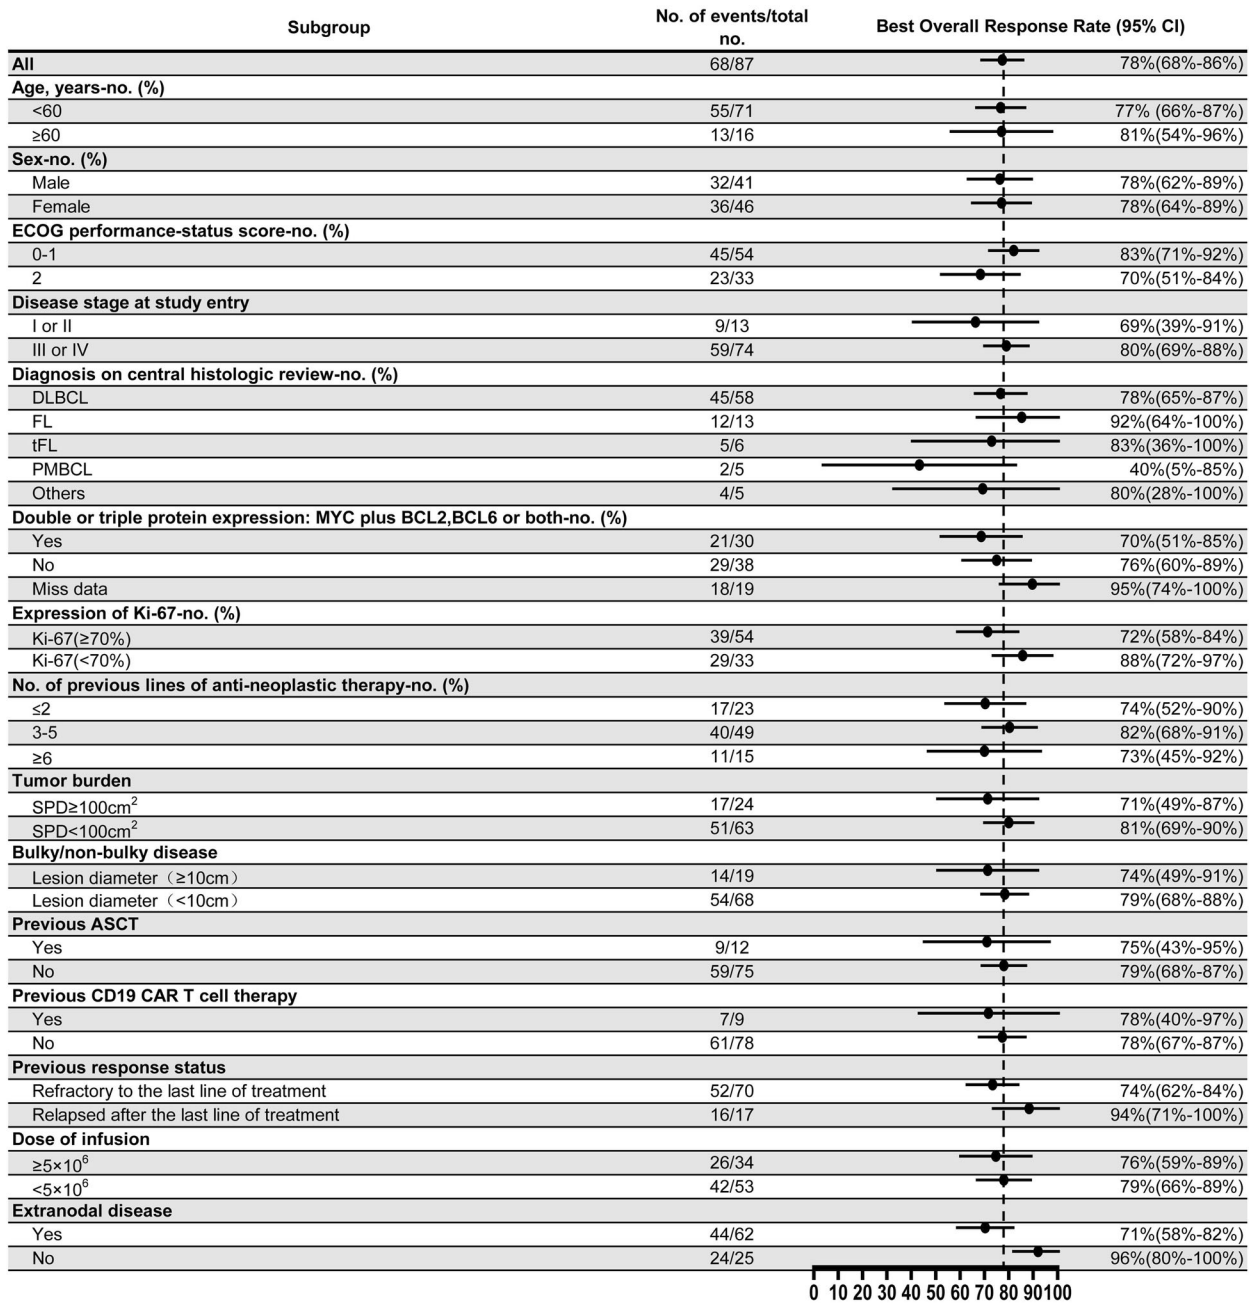 Subgroup No. of events/total no. Best Overall Response Rate (95% CI)
All 68/87 78%(68%-86%)
Age, years-no. (%)
<60 55/71 77% (66%-87%)
≥60 13/16 81%(54%-96%)
Sex-no. (%)
Male 32/41 78%(62%-89%)
Female 36/46 78%(64%-89%)
ECOG performance-status score-no. (%)
0-1 45/54 83%(71%-92%)
2 23/33 70%(51%-84%)
Disease stage at study entry
I or II 9/13 69%(39%-91%)
III or IV 59/74 80%(69%-88%)
Diagnosis on central histologic review-no. (%)
DLBCL 45/58 78%(65%-87%)
FL 12/13 92%(64%-100%)
tFL 5/6 83%(36%-100%)
PMBCL 2/5 40%(5%-85%)
Others 4/5 80%(28%-100%)
Double or triple protein expression: MYC plus BCL2,BCL6 or both-no. (%)
Yes 21/30 70%(51%-85%)
No 29/38 76%(60%-89%)
Miss data 18/19 95%(74%-100%)
Expression of Ki-67-no. (%)
Ki-67(≥70%) 39/54 72%(58%-84%)
Ki-67(<70%) 29/33 88%(72%-97%)
No. of previous lines of anti-neoplastic therapy-no. (%)
≤2 17/23 74%(52%-90%)
3-5 40/49 82%(68%-91%)
≥6 11/15 73%(45%-92%)
Tumor burden
SPD≥100cm²  17/24 71%(49%-87%)
SPD<100cm² 51/63 81%(69%-90%)
Bulky/non-bulky disease
Lesion diameter（≥10cm） 14/19 74%(49%-91%)
Lesion diameter（<10cm） 54/68 79%(68%-88%)
Previous ASCT
Yes 9/12 75%(43%-95%)
No 59/75 79%(68%-87%)
Previous CD19 CAR T cell therapy
Yes 7/9 78%(40%-97%)
No 61/78 78%(67%-87%)
Previous response status
Refractory to the last line of treatment 52/70 74%(62%-84%)
Relapsed after the last line of treatment 16/17 94%(71%-100%)
Dose of infusion
≥5×10⁶ 26/34 76%(59%-89%)
<5×10⁶ 42/53 79%(66%-89%)
Extranodal disease
Yes 44/62 71%(58%-82%)
No 24/25 96%(80%-100%)
0 10 20 30 40 50 60 70 80 90 100